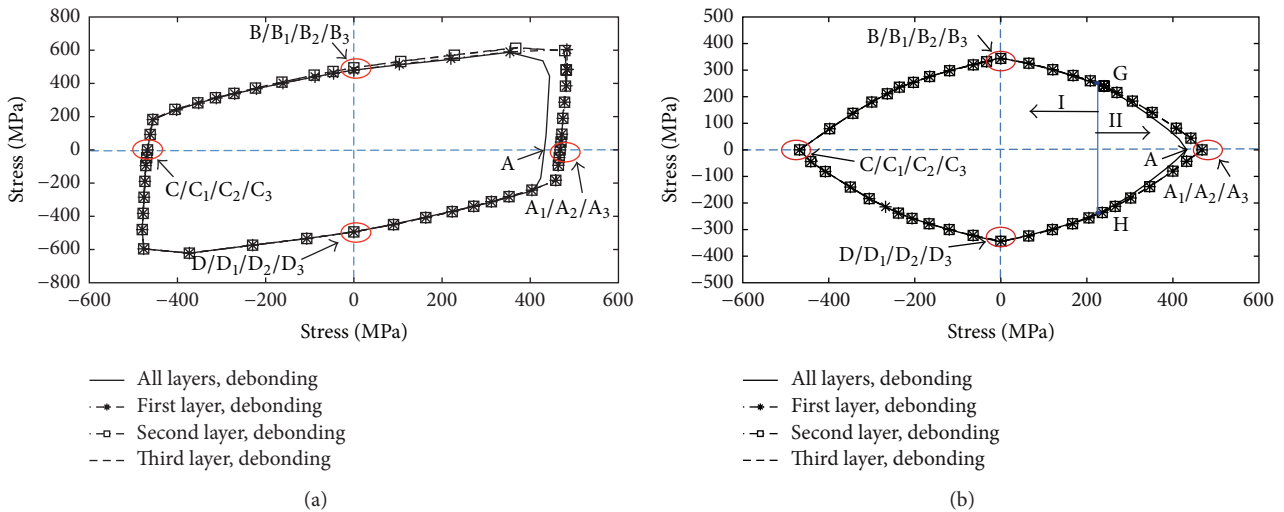 800
600
400
200
0
−200
−400
−600
−800
Stress (MPa)
−600 −400 −200 0 200 400 600
Stress (MPa)
B/B₁/B₂/B₃
A
C/C₁/C₂/C₃
A₁/A₂/A₃
D/D₁/D₂/D₃
All layers, debonding
First layer, debonding
Second layer, debonding
Third layer, debonding
(a)
500
400
300
200
100
0
−100
−200
−300
−400
−500
Stress (MPa)
−600 −400 −200 0 200 400 600
Stress (MPa)
B/B₁/B₂/B₃
G
I
II
A
C/C₁/C₂/C₃
A₁/A₂/A₃
H
D/D₁/D₂/D₃
All layers, debonding
First layer, debonding
Second layer, debonding
Third layer, debonding
(b)